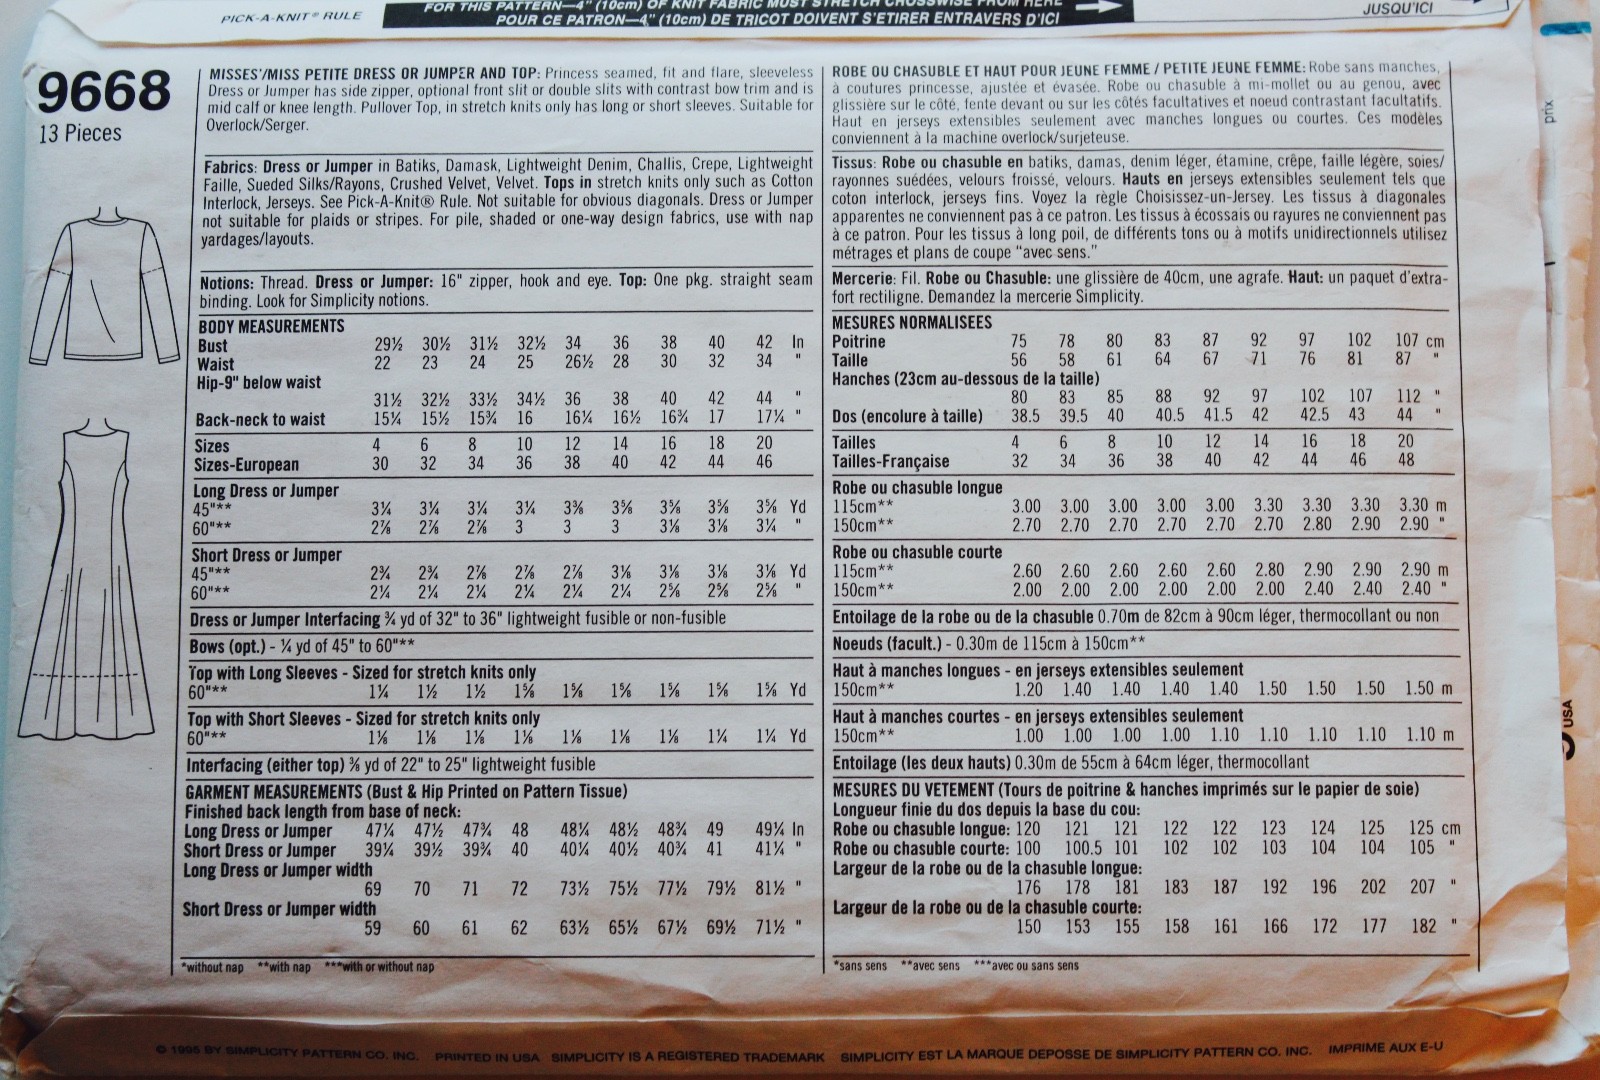 PICK-A-KNIT® RULE
FOR THIS PATTERN—4" (10cm) OF KNIT FABRIC MUST STRETCH CROSSWISE FROM HERE
POUR CE PATRON—4" (10cm) DE TRICOT DOIVENT S'ETIRER ENTRAVERS D'ICI
JUSQU'ICI
9668
13 Pieces
MISSES'/MISS PETITE DRESS OR JUMPER AND TOP: Princess seamed, fit and flare, sleeveless
Dress or Jumper has side zipper, optional front slit or double slits with contrast bow trim and is
mid calf or knee length. Pullover Top, in stretch knits only has long or short sleeves. Suitable for
Overlock/Serger.
Fabrics: Dress or Jumper in Batiks, Damask, Lightweight Denim, Challis, Crepe, Lightweight
Faille, Sueded Silks/Rayons, Crushed Velvet, Velvet. Tops in stretch knits only such as Cotton
Interlock, Jerseys. See Pick-A-Knit® Rule. Not suitable for obvious diagonals. Dress or Jumper
not suitable for plaids or stripes. For pile, shaded or one-way design fabrics, use with nap
yardages/layouts.
Notions: Thread. Dress or Jumper: 16" zipper, hook and eye. Top: One pkg. straight seam
binding. Look for Simplicity notions.
BODY MEASUREMENTS
Bust 29½ 30½ 31½ 32½ 34 36 38 40 42 In
Waist 22 23 24 25 26½ 28 30 32 34 "
Hip-9" below waist
31½ 32½ 33½ 34½ 36 38 40 42 44 "
Back-neck to waist 15¼ 15½ 15¾ 16 16¼ 16½ 16¾ 17 17¼ "
Sizes 4 6 8 10 12 14 16 18 20
Sizes-European 30 32 34 36 38 40 42 44 46
Long Dress or Jumper
45"** 3¼ 3¼ 3¼ 3¼ 3⅜ 3⅝ 3⅝ 3⅝ 3⅝ Yd
60"** 2⅞ 2⅞ 2⅞ 3 3 3 3⅛ 3⅛ 3¼ "
Short Dress or Jumper
45"** 2¾ 2¾ 2⅞ 2⅞ 2⅞ 3⅛ 3⅛ 3⅛ 3⅛ Yd
60"** 2¼ 2¼ 2¼ 2¼ 2¼ 2¼ 2⅝ 2⅝ 2⅝ "
Dress or Jumper Interfacing ¾ yd of 32" to 36" lightweight fusible or non-fusible
Bows (opt.) - ¼ yd of 45" to 60"**
Top with Long Sleeves - Sized for stretch knits only
60"** 1¼ 1½ 1½ 1⅝ 1⅝ 1⅝ 1⅝ 1⅝ 1⅝ Yd
Top with Short Sleeves - Sized for stretch knits only
60"** 1⅛ 1⅛ 1⅛ 1⅛ 1⅛ 1⅛ 1⅛ 1¼ 1¼ Yd
Interfacing (either top) ⅜ yd of 22" to 25" lightweight fusible
GARMENT MEASUREMENTS (Bust & Hip Printed on Pattern Tissue)
Finished back length from base of neck:
Long Dress or Jumper 47¼ 47½ 47¾ 48 48¼ 48½ 48¾ 49 49¼ In
Short Dress or Jumper 39¼ 39½ 39¾ 40 40¼ 40½ 40¾ 41 41¼ "
Long Dress or Jumper width
69 70 71 72 73½ 75½ 77½ 79½ 81½ "
Short Dress or Jumper width
59 60 61 62 63½ 65½ 67½ 69½ 71½ "
*without nap **with nap ***with or without nap
ROBE OU CHASUBLE ET HAUT POUR JEUNE FEMME / PETITE JEUNE FEMME: Robe sans manches,
à coutures princesse, ajustée et évasée. Robe ou chasuble à mi-mollet ou au genou, avec
glissière sur le côté, fente devant ou sur les côtés facultatives et noeud contrastant facultatifs.
Haut en jerseys extensibles seulement avec manches longues ou courtes. Ces modèles
conviennent à la machine overlock/surjeteuse.
Tissus: Robe ou chasuble en batiks, damas, denim léger, étamine, crêpe, faille légère, soies/
rayonnes suédées, velours froissé, velours. Hauts en jerseys extensibles seulement tels que
coton interlock, jerseys fins. Voyez la règle Choisissez-un-Jersey. Les tissus à diagonales
apparentes ne conviennent pas à ce patron. Les tissus à écossais ou rayures ne conviennent pas
à ce patron. Pour les tissus à long poil, de différents tons ou à motifs unidirectionnels utilisez
métrages et plans de coupe "avec sens."
Mercerie: Fil. Robe ou Chasuble: une glissière de 40cm, une agrafe. Haut: un paquet d'extra-
fort rectiligne. Demandez la mercerie Simplicity.
MESURES NORMALISEES
Poitrine 75 78 80 83 87 92 97 102 107 cm
Taille 56 58 61 64 67 71 76 81 87 "
Hanches (23cm au-dessous de la taille)
80 83 85 88 92 97 102 107 112 "
Dos (encolure à taille) 38.5 39.5 40 40.5 41.5 42 42.5 43 44 "
Tailles 4 6 8 10 12 14 16 18 20
Tailles-Française 32 34 36 38 40 42 44 46 48
Robe ou chasuble longue
115cm** 3.00 3.00 3.00 3.00 3.00 3.30 3.30 3.30 3.30 m
150cm** 2.70 2.70 2.70 2.70 2.70 2.70 2.80 2.90 2.90 "
Robe ou chasuble courte
115cm** 2.60 2.60 2.60 2.60 2.60 2.80 2.90 2.90 2.90 m
150cm** 2.00 2.00 2.00 2.00 2.00 2.00 2.40 2.40 2.40 "
Entoilage de la robe ou de la chasuble 0.70m de 82cm à 90cm léger, thermocollant ou non
Noeuds (facult.) - 0.30m de 115cm à 150cm**
Haut à manches longues - en jerseys extensibles seulement
150cm** 1.20 1.40 1.40 1.40 1.40 1.50 1.50 1.50 1.50 m
Haut à manches courtes - en jerseys extensibles seulement
150cm** 1.00 1.00 1.00 1.00 1.10 1.10 1.10 1.10 1.10 m
Entoilage (les deux hauts) 0.30m de 55cm à 64cm léger, thermocollant
MESURES DU VETEMENT (Tours de poitrine & hanches imprimés sur le papier de soie)
Longueur finie du dos depuis la base du cou:
Robe ou chasuble longue: 120 121 121 122 122 123 124 125 125 cm
Robe ou chasuble courte: 100 100.5 101 102 102 103 104 104 105 "
Largeur de la robe ou de la chasuble longue:
176 178 181 183 187 192 196 202 207 "
Largeur de la robe ou de la chasuble courte:
150 153 155 158 161 166 172 177 182 "
*sans sens **avec sens ***avec ou sans sens
prix
USA
© 1995 BY SIMPLICITY PATTERN CO. INC. PRINTED IN USA SIMPLICITY IS A REGISTERED TRADEMARK SIMPLICITY EST LA MARQUE DEPOSSE DE SIMPLICITY PATTERN CO. INC. IMPRIME AUX E-U